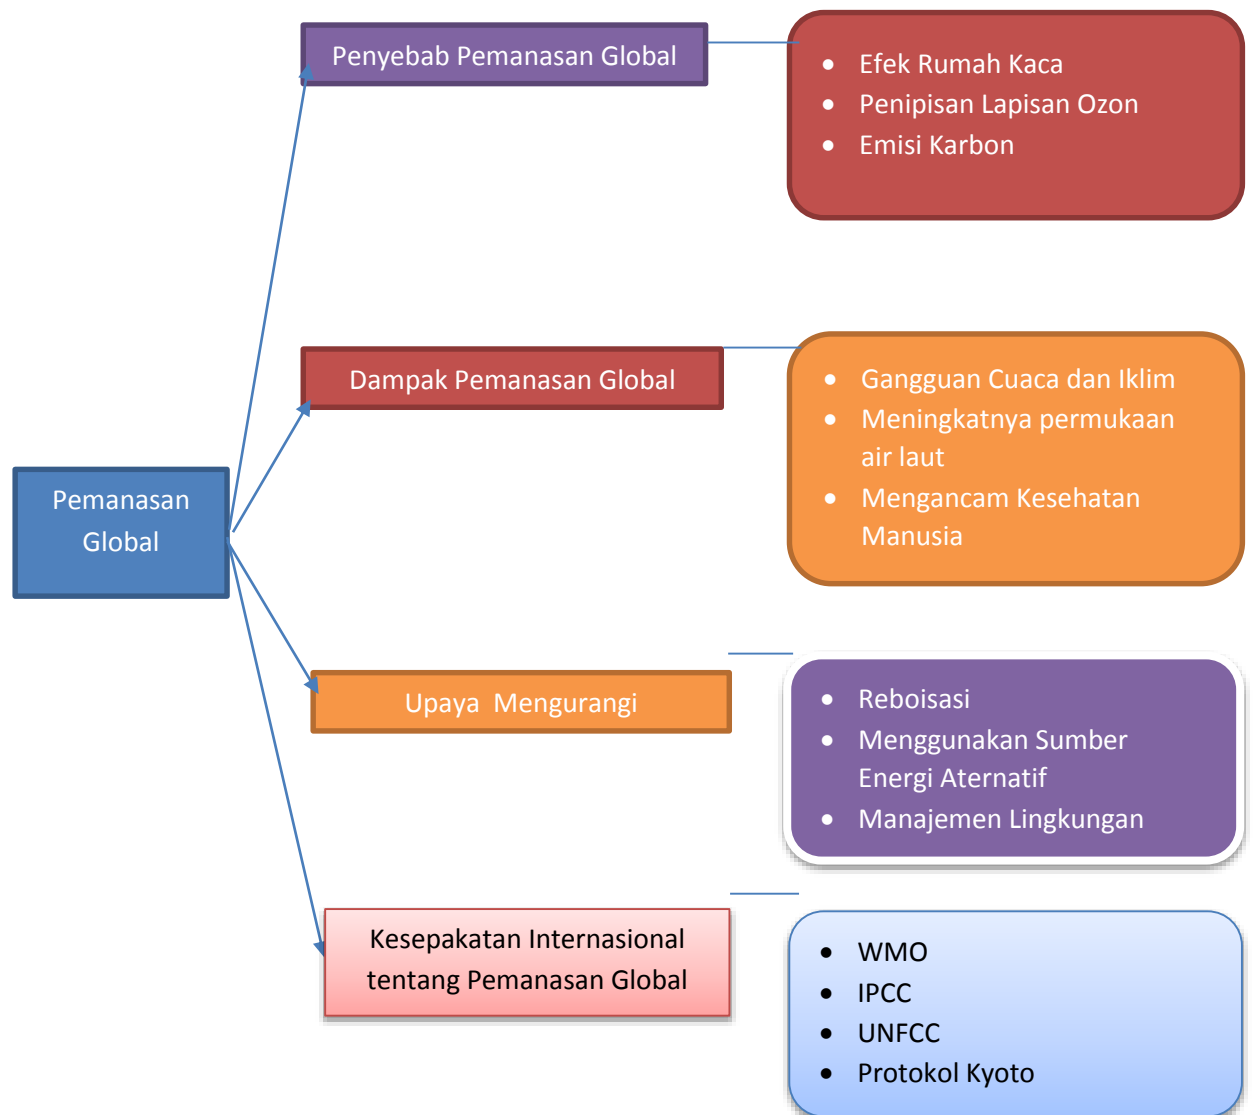 Penyebab Pemanasan Global
• Efek Rumah Kaca
• Penipisan Lapisan Ozon
• Emisi Karbon
Dampak Pemanasan Global
• Gangguan Cuaca dan Iklim
• Meningkatnya permukaan
air laut
• Mengancam Kesehatan
Manusia
Pemanasan
Global
Upaya  Mengurangi
• Reboisasi
• Menggunakan Sumber
Energi Aternatif
• Manajemen Lingkungan
Kesepakatan Internasional
tentang Pemanasan Global
• WMO
• IPCC
• UNFCC
• Protokol Kyoto